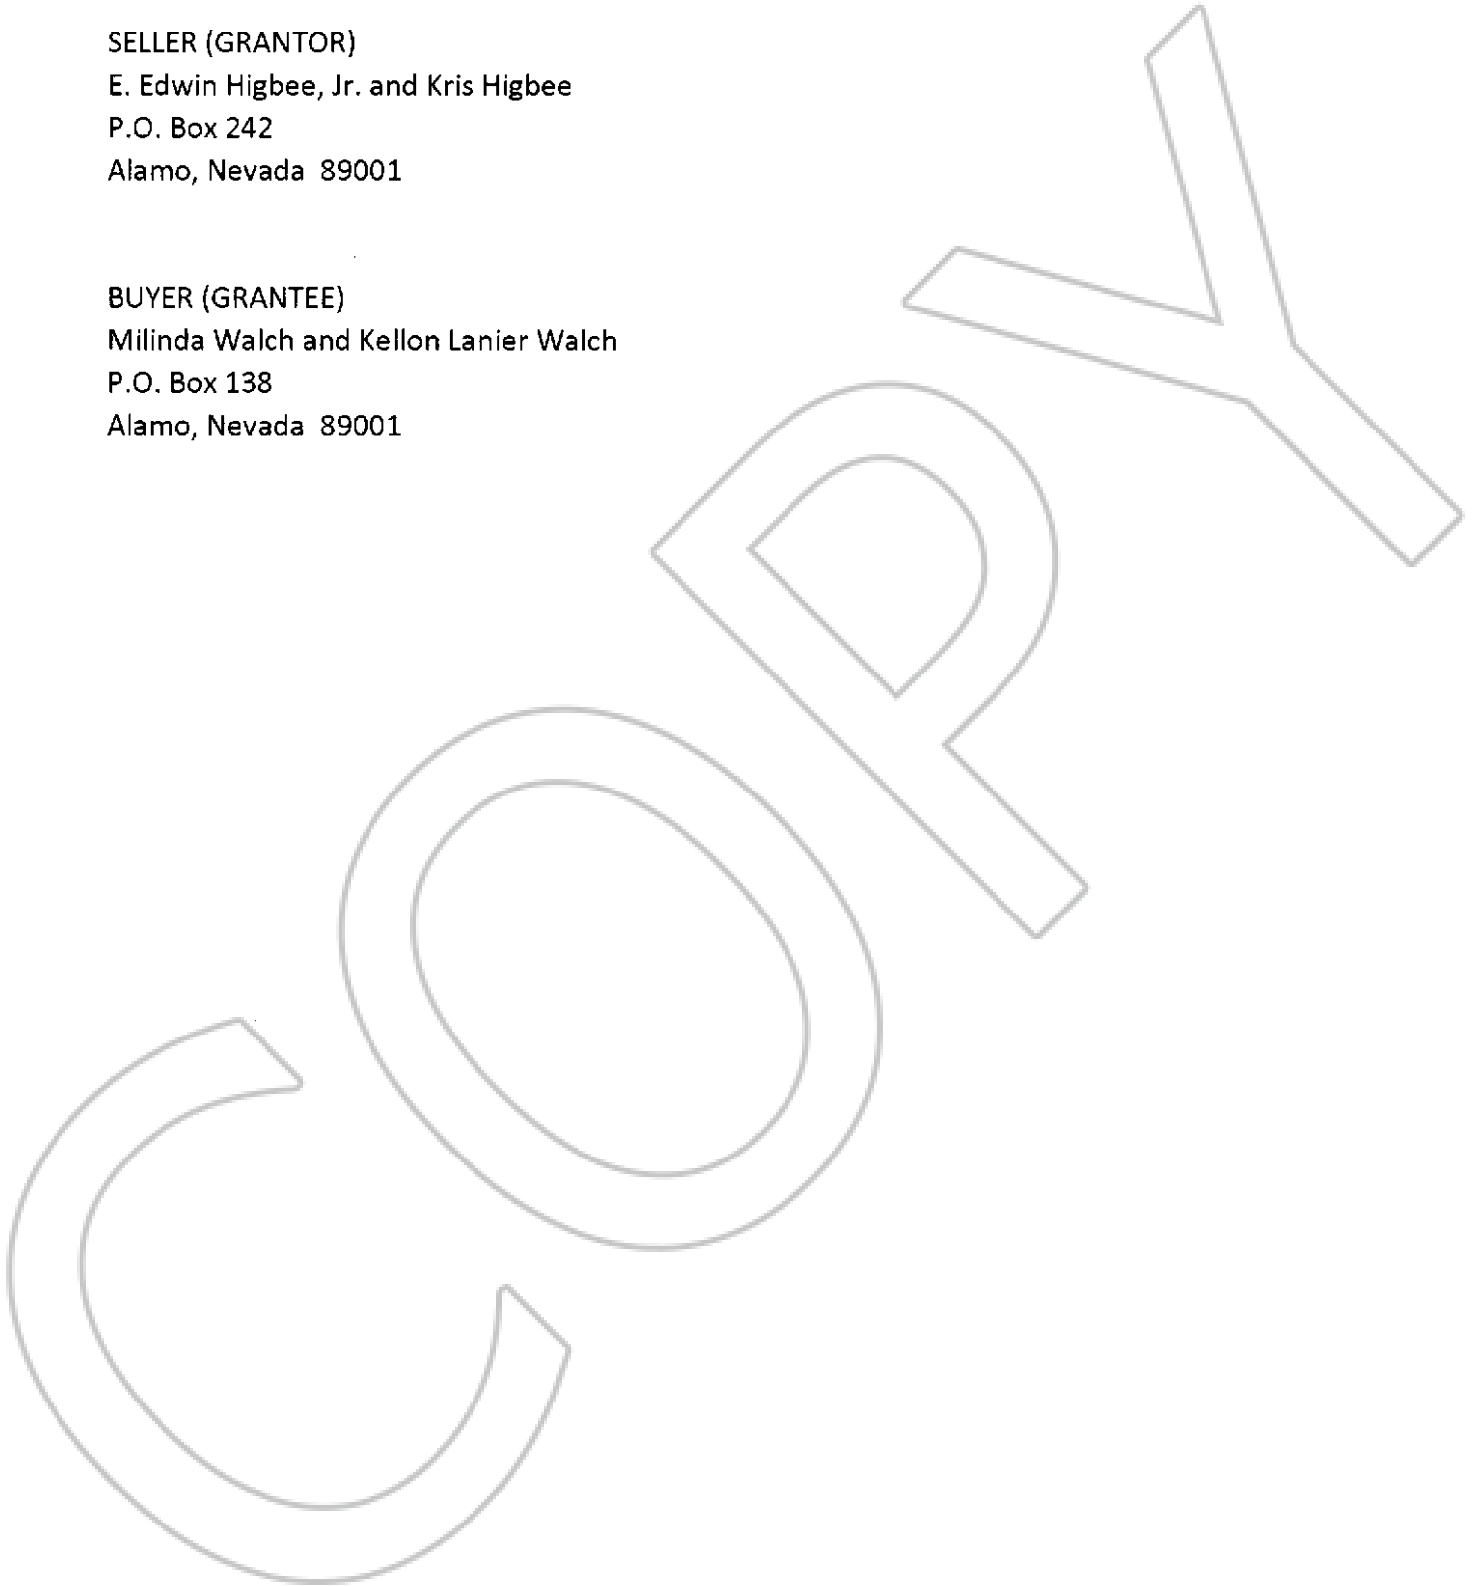 SELLER (GRANTOR)
E. Edwin Higbee, Jr. and Kris Higbee
P.O. Box 242
Alamo, Nevada  89001
BUYER (GRANTEE)
Milinda Walch and Kellon Lanier Walch
P.O. Box 138
Alamo, Nevada  89001
COPY